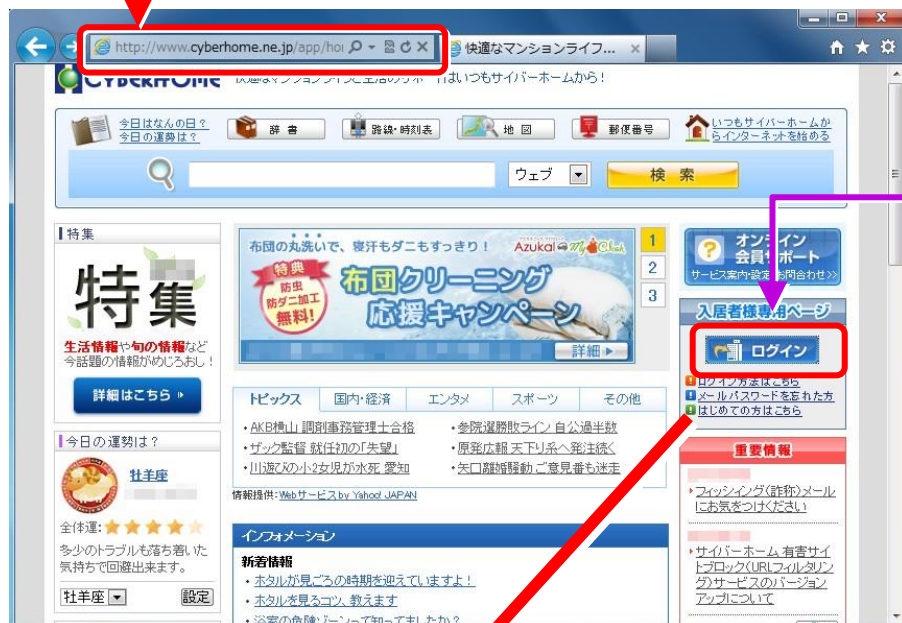 http://www.cyberhome.ne.jp/app/ho
快適なマンションライフ...
CYBERHOME
はいつもサイバーホームから!
今日はなんの日?
今日の運勢は?
辞書
路線・時刻表
地図
郵便番号
いつもサイバーホームか
らインターネットを始める
ウェブ
検索
特集
特集
生活情報や旬の情報など
今話題の情報がめじろおし!
詳細はこちら
布団の丸洗いで、寝汗もダニもすっきり!
Azukal
My Club
特典
防虫
防ダニ加工
無料!
布団クリーニング
応援キャンペーン
詳細
1
2
3
オンライン
会員サポート
サービス案内・設定・お問合わせ>>
入居者様専用ページ
ログイン
ログイン方法はこちら
メールパスワードを忘れた方
はじめての方はこちら
トピックス
国内・経済
エンタメ
スポーツ
その他
・AKB横山 調剤事務管理士合格
・ザック監督 就任初の「失望」
・川遊びの小2女児が水死 愛知
・参院選勝敗ライン 自公過半数
・原発広報 天下り系へ発注続く
・矢口離婚騒動 ご意見番も迷走
情報提供:Webサービス by Yahoo! JAPAN
今日の運勢は?
牡羊座
全体運:
多少のトラブルも落ち着いた
気持ちで回避出来ます。
牡羊座
設定
インフォメーション
新着情報
・ホタルが見ごろの時期を迎えていますよ!
・ホタルを見るコツ、教えます
・浴室の危険ゾーンって知ってましたか?
重要情報
フィッシング(詐称)メール
にお気をつけください
サイバーホーム 有害サイ
トブロック(URLフィルタリン
グ)サービスのバージョン
アップについて